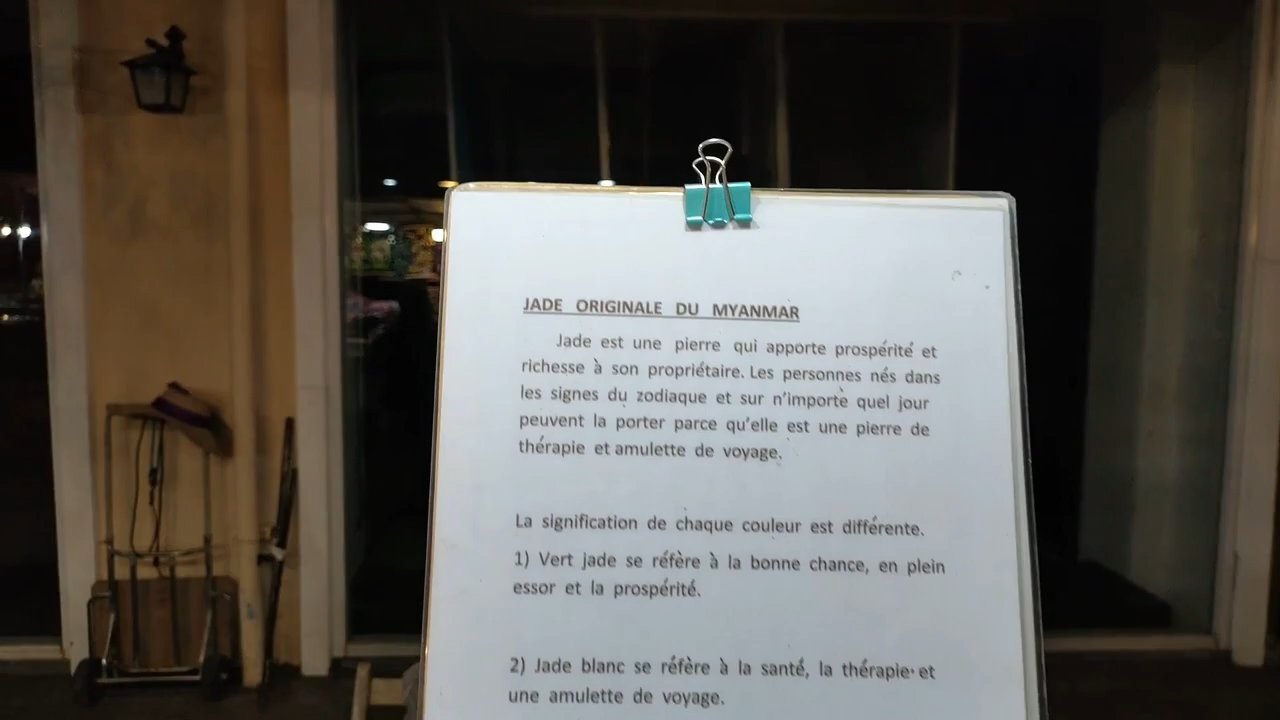 JADE ORIGINALE DU MYANMAR
Jade est une pierre qui apporte prospérité et
richesse à son propriétaire. Les personnes nés dans
les signes du zodiaque et sur n'importe quel jour
peuvent la porter parce qu'elle est une pierre de
thérapie et amulette de voyage.
La signification de chaque couleur est différente.
1) Vert jade se réfère à la bonne chance, en plein
essor et la prospérité.
2) Jade blanc se réfère à la santé, la thérapie et
une amulette de voyage.